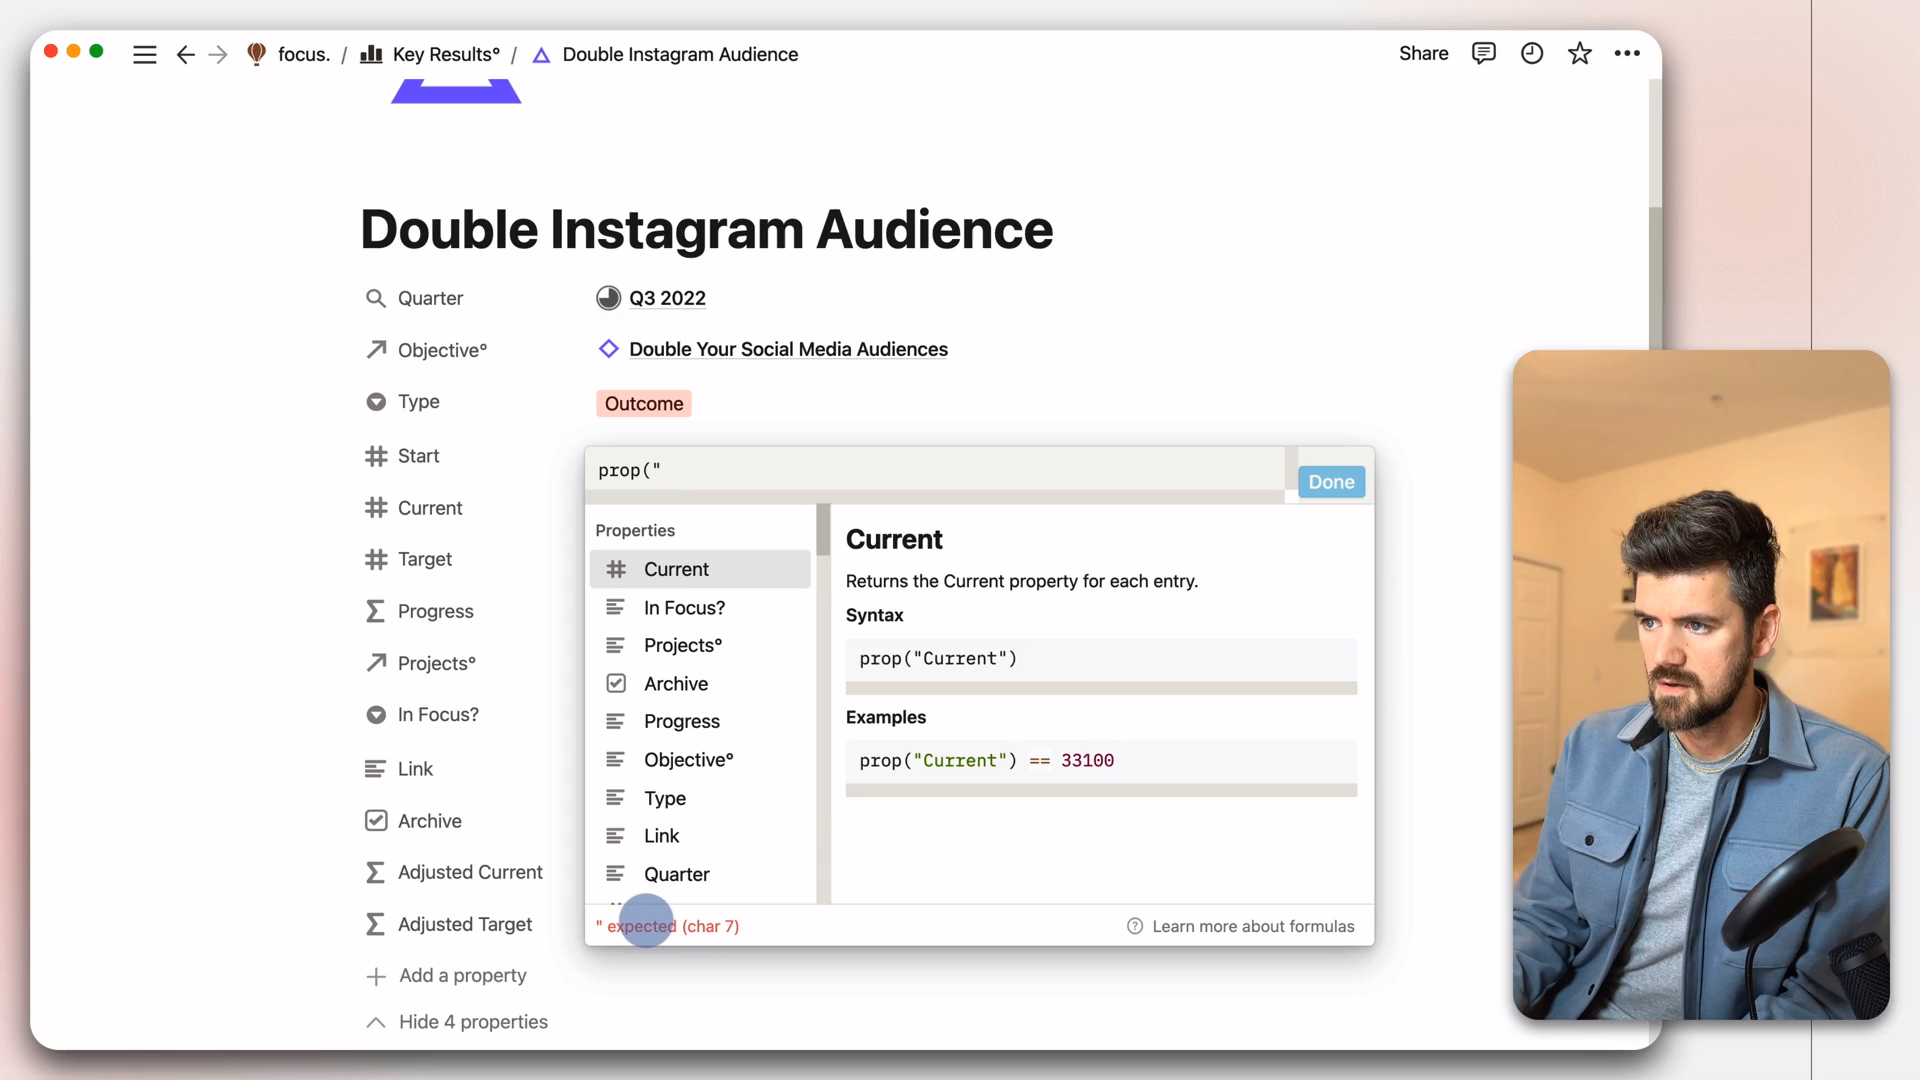 focus. / Key Results° / Double Instagram Audience
Share
Double Instagram Audience
Quarter
Q3 2022
Objective°
Double Your Social Media Audiences
Type
Outcome
Start
Current
Target
Progress
Projects°
In Focus?
Link
Archive
Adjusted Current
Adjusted Target
Add a property
Hide 4 properties
prop("
Done
Properties
Current
In Focus?
Projects°
Archive
Progress
Objective°
Type
Link
Quarter
Current
Returns the Current property for each entry.
Syntax
prop("Current")
Examples
prop("Current") == 33100
" expected (char 7)
Learn more about formulas